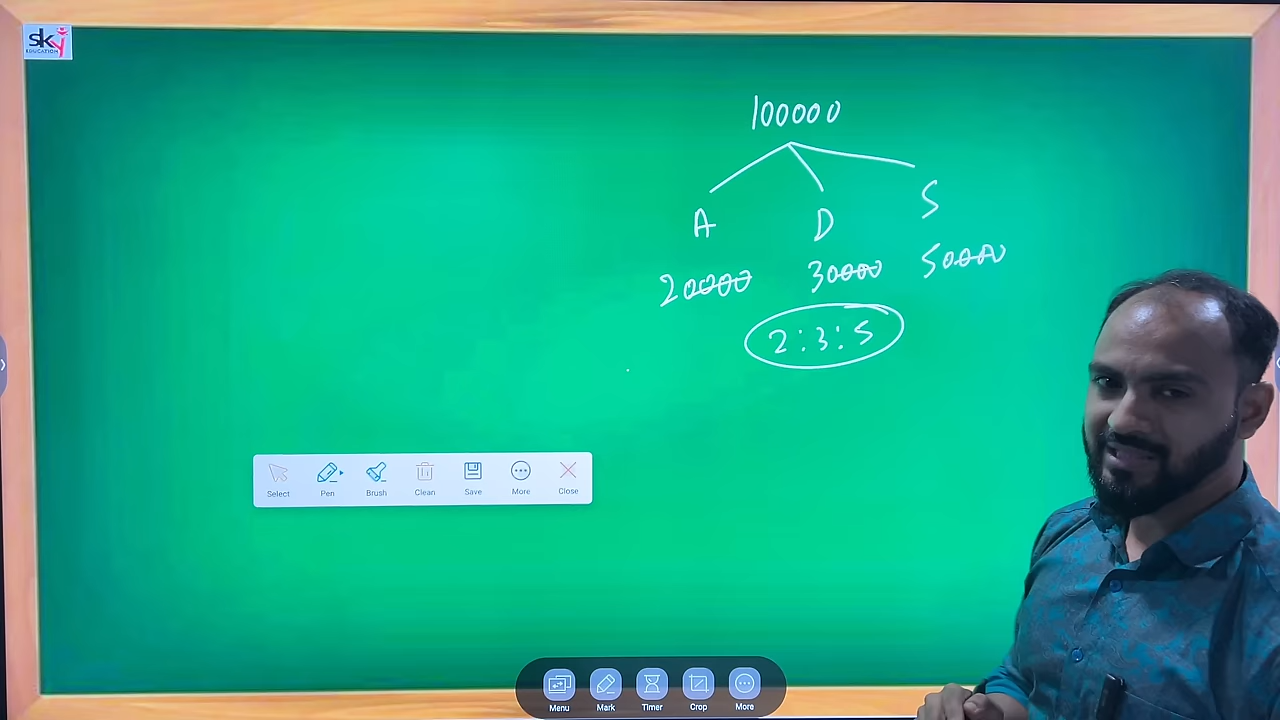 sky
EDUCATION
100000
A D S
20000 30000 50000
2:3:5
Select Pen Brush Clean Save More Close
Menu Mark Timer Crop More